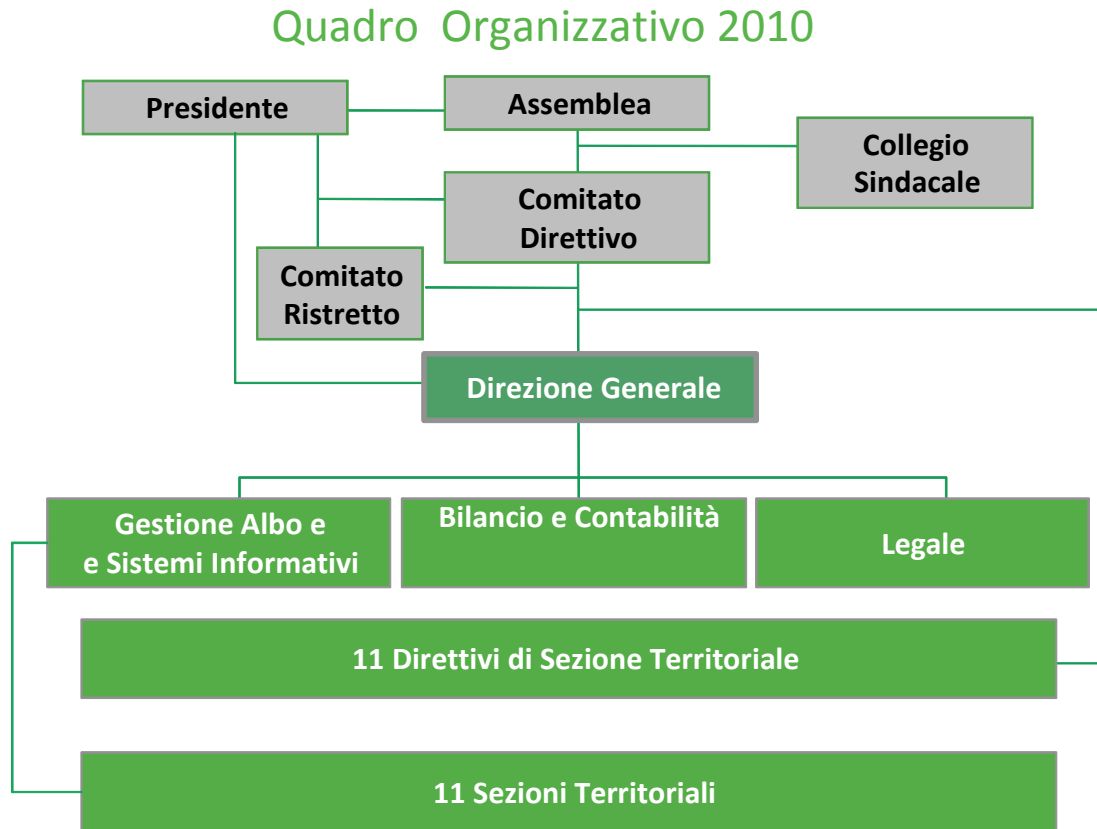 Quadro Organizzativo 2010
Presidente
Assemblea
Collegio
Sindacale
Comitato
Direttivo
Comitato
Ristretto
Direzione Generale
Gestione Albo e
e Sistemi Informativi
Bilancio e Contabilità
Legale
11 Direttivi di Sezione Territoriale
11 Sezioni Territoriali